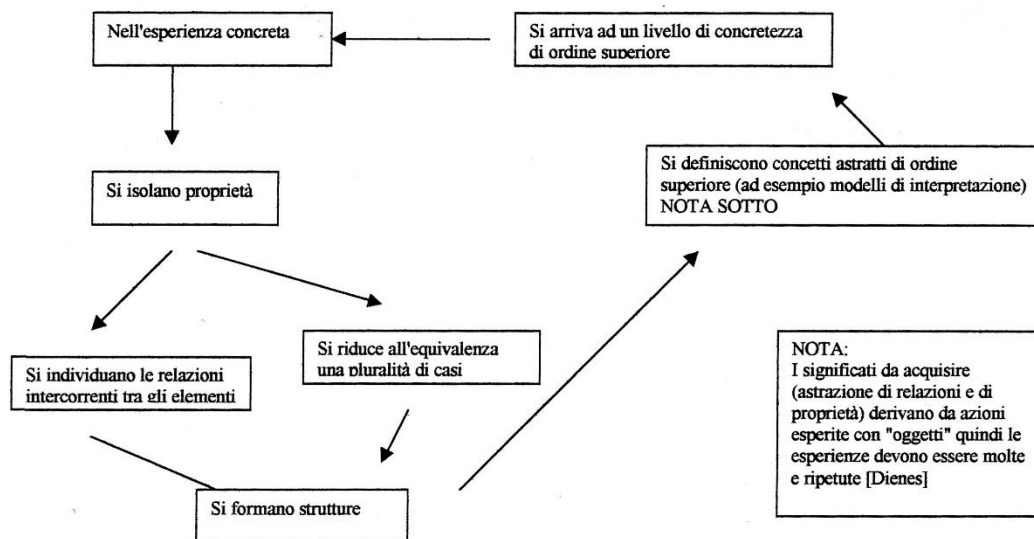 Nell'esperienza concreta
Si arriva ad un livello di concretezza
di ordine superiore
Si definiscono concetti astratti di ordine
superiore (ad esempio modelli di interpretazione)
NOTA SOTTO
Si isolano proprietà
Si riduce all'equivalenza
una pluralità di casi
Si individuano le relazioni
intercorrenti tra gli elementi
Si formano strutture
NOTA:
I significati da acquisire
(astrazione di relazioni e di
proprietà) derivano da azioni
esperite con "oggetti" quindi le
esperienze devono essere molte
e ripetute [Dienes]